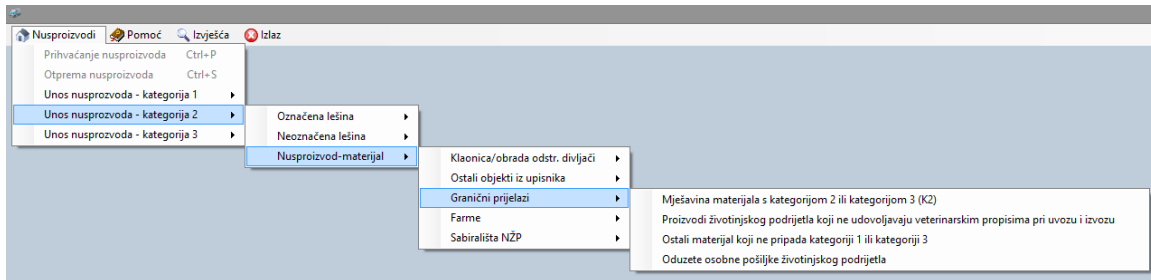 Nusproizvodi Pomoć Izvješća Izlaz
Prihvaćanje nusproizvoda Ctrl+P
Otprema nusproizvoda Ctrl+S
Unos nusprozvoda - kategorija 1
Unos nusprozvoda - kategorija 2
Unos nusprozvoda - kategorija 3
Označena lešina
Neoznačena lešina
Nusproizvod-materijal
Klaonica/obrada odstr. divljači
Ostali objekti iz upisnika
Granični prijelazi
Farme
Sabirališta NŽP
Mješavina materijala s kategorijom 2 ili kategorijom 3 (K2)
Proizvodi životinjskog podrijetla koji ne udovoljavaju veterinarskim propisima pri uvozu i izvozu
Ostali materijal koji ne pripada kategoriji 1 ili kategoriji 3
Oduzete osobne pošiljke životinjskog podrijetla